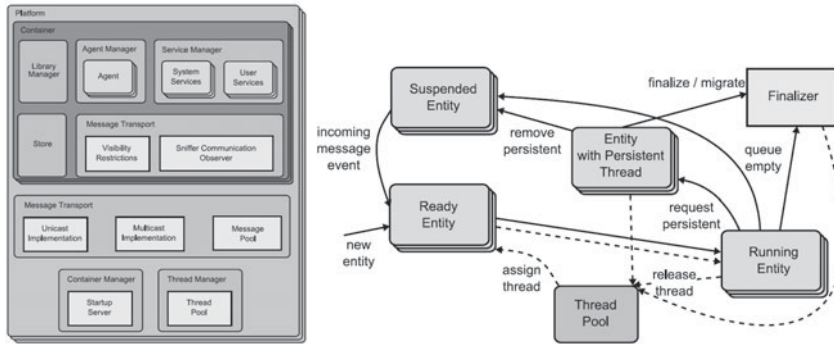 Platform
Container
Library
Manager
Agent Manager
Agent
Service Manager
System
Services
User
Services
Store
Message Transport
Visibility
Restrictions
Sniffer Communication
Observer
Message Transport
Unicast
Implementation
Multicast
Implementation
Message
Pool
Container Manager
Startup
Server
Thread Manager
Thread
Pool
Suspended
Entity
finalize / migrate
Finalizer
incoming
message
event
remove
persistent
Entity
with Persistent
Thread
queue
empty
Ready
Entity
request
persistent
new
entity
Running
Entity
assign
thread
release
thread
Thread
Pool